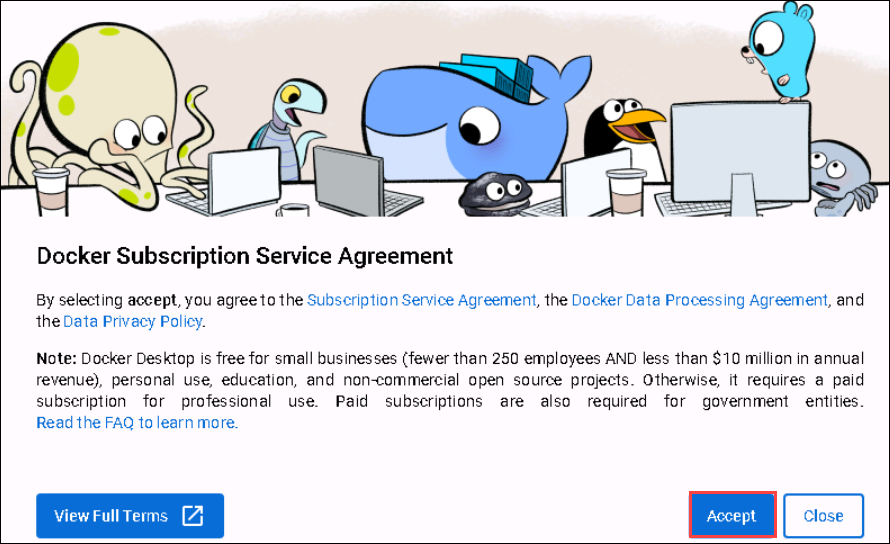 Docker Subscription Service Agreement
By selecting accept, you agree to the Subscription Service Agreement, the Docker Data Processing Agreement, and
the Data Privacy Policy.
Note: Docker Desktop is free for small businesses (fewer than 250 employees AND less than $10 million in annual
revenue), personal use, education, and non-commercial open source projects. Otherwise, it requires a paid
subscription for professional use. Paid subscriptions are also required for government entities.
Read the FAQ to learn more.
View Full Terms
Accept
Close